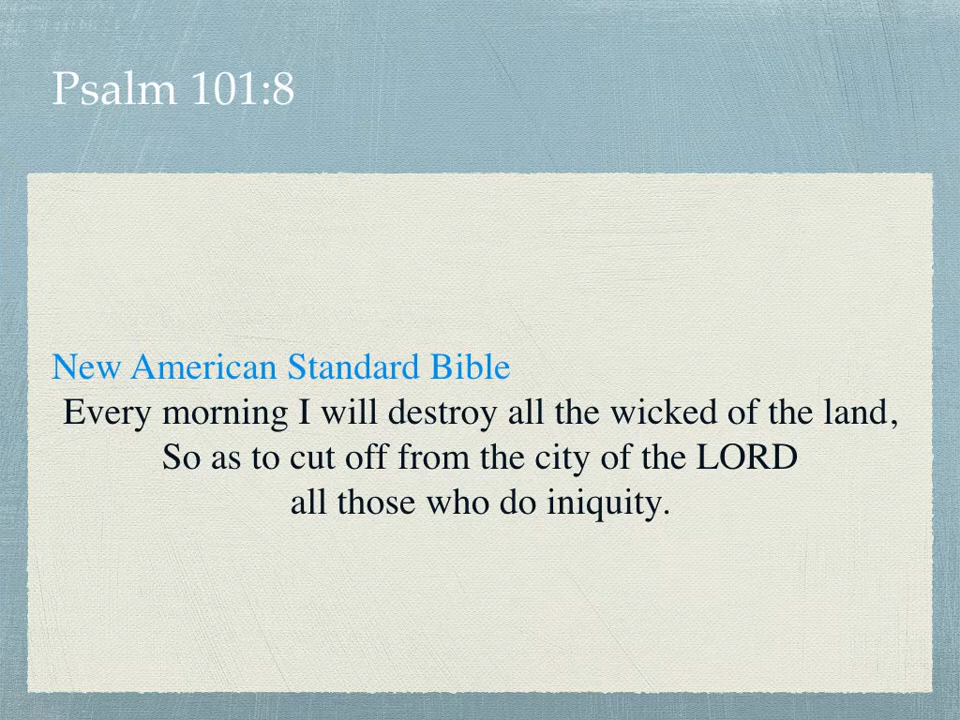 Psalm 101:8
New American Standard Bible
Every morning I will destroy all the wicked of the land,
So as to cut off from the city of the LORD
all those who do iniquity.